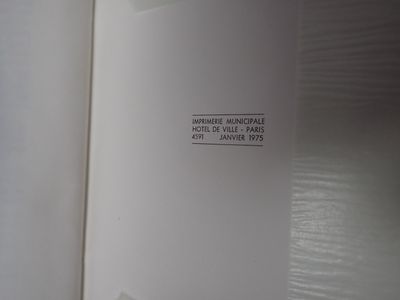 IMPRIMERIE MUNICIPALE
HOTEL DE VILLE - PARIS
4591 JANVIER 1975